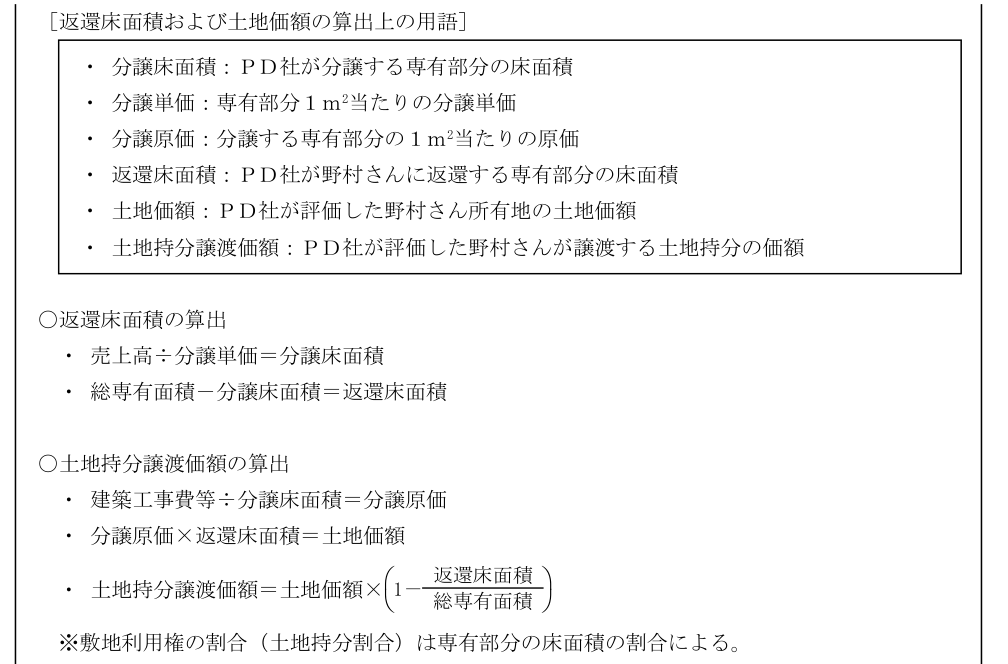 ［返還床面積および土地価額の算出上の用語］
・ 分譲床面積：ＰＤ社が分譲する専有部分の床面積
・ 分譲単価：専有部分１m²当たりの分譲単価
・ 分譲原価：分譲する専有部分の１m²当たりの原価
・ 返還床面積：ＰＤ社が野村さんに返還する専有部分の床面積
・ 土地価額：ＰＤ社が評価した野村さん所有地の土地価額
・ 土地持分譲渡価額：ＰＤ社が評価した野村さんが譲渡する土地持分の価額
○返還床面積の算出
・ 売上高÷分譲単価＝分譲床面積
・ 総専有面積－分譲床面積＝返還床面積
○土地持分譲渡価額の算出
・ 建築工事費等÷分譲床面積＝分譲原価
・ 分譲原価×返還床面積＝土地価額
・ 土地持分譲渡価額＝土地価額×(1－返還床面積/総専有面積)
※敷地利用権の割合（土地持分割合）は専有部分の床面積の割合による。